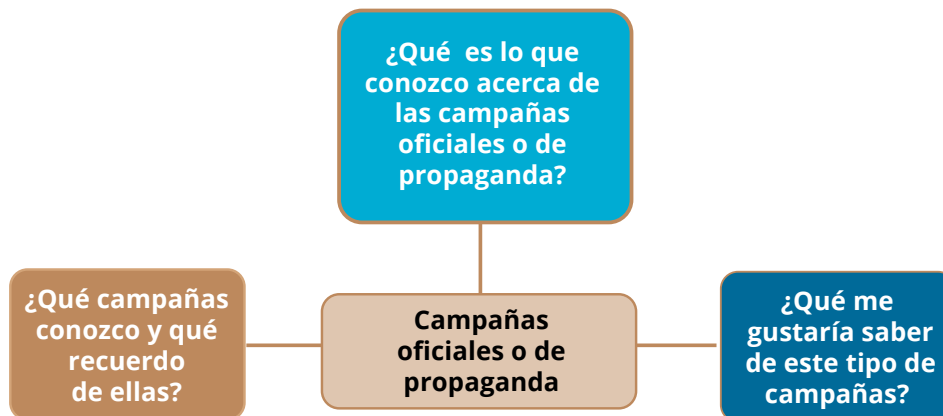 ¿Qué es lo que
conozco acerca de
las campañas
oficiales o de
propaganda?
¿Qué campañas
conozco y qué
recuerdo
de ellas?
Campañas
oficiales o de
propaganda
¿Qué me
gustaría saber
de este tipo de
campañas?